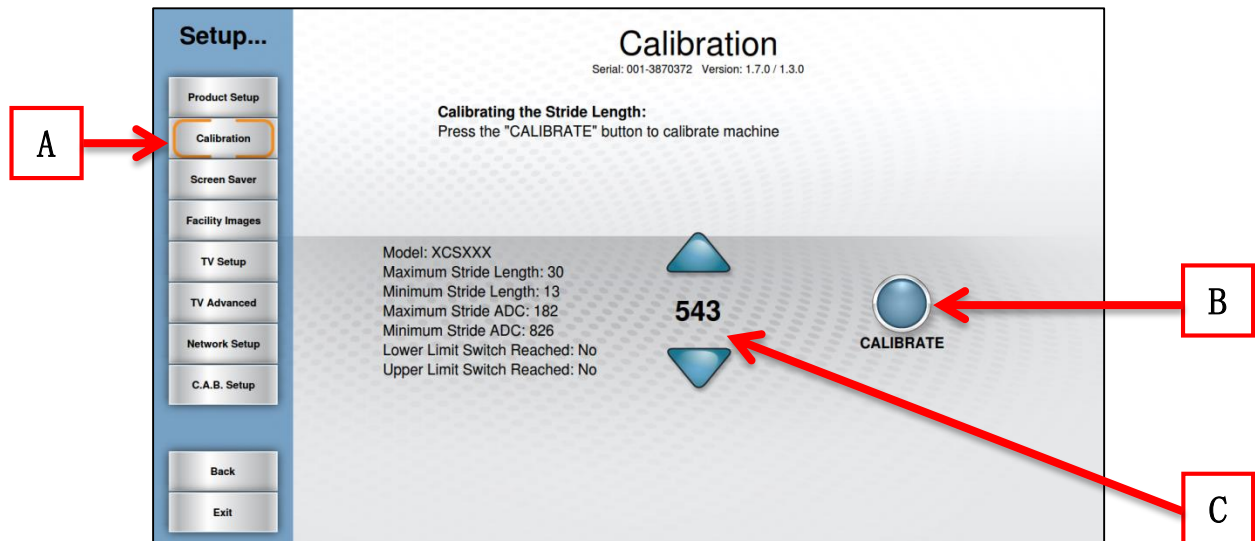 Setup...
Product Setup
Calibration
Screen Saver
Facility Images
TV Setup
TV Advanced
Network Setup
C.A.B. Setup
Back
Exit
Calibration
Serial: 001-3870372 Version: 1.7.0 / 1.3.0
Calibrating the Stride Length:
Press the "CALIBRATE" button to calibrate machine
Model: XCSXXX
Maximum Stride Length: 30
Minimum Stride Length: 13
Maximum Stride ADC: 182
Minimum Stride ADC: 826
Lower Limit Switch Reached: No
Upper Limit Switch Reached: No
543
CALIBRATE
A
B
C